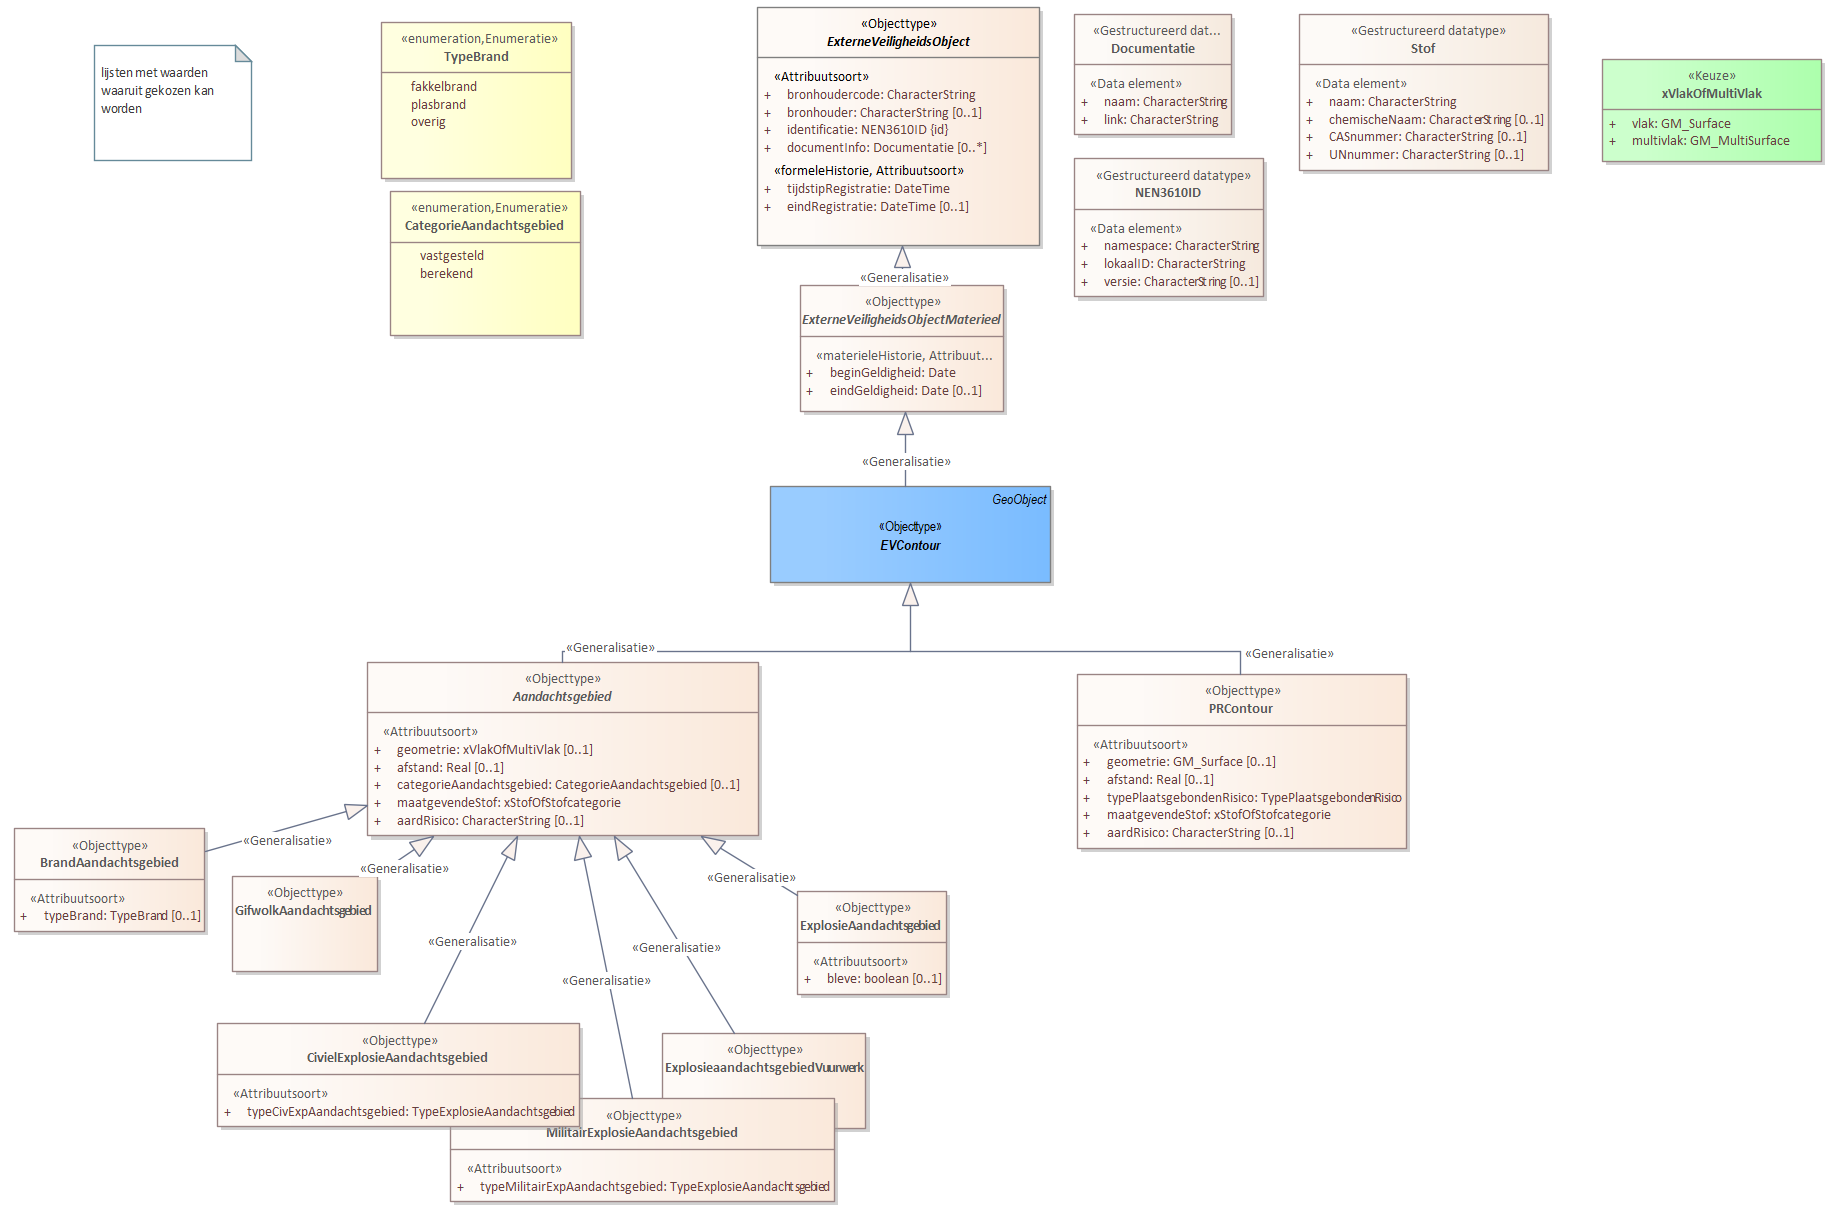 lijsten met waarden
waaruit gekozen kan
worden
«enumeration,Enumeratie»
TypeBrand
fakkelbrand
plasbrand
overig
«enumeration,Enumeratie»
CategorieAandachtsgebied
vastgesteld
berekend
«Objecttype»
ExterneVeiligheidsObject
«Attribuutsoort»
+ bronhoudercode: CharacterString
+ bronhouder: CharacterString [0..1]
+ identificatie: NEN3610ID {id}
+ documentInfo: Documentatie [0..*]
«formeleHistorie, Attribuutsoort»
+ tijdstipRegistratie: DateTime
+ eindRegistratie: DateTime [0..1]
«Gestructureerd dat...
Documentatie
«Data element»
+ naam: CharacterString
+ link: CharacterString
«Gestructureerd datatype»
NEN3610ID
«Data element»
+ namespace: CharacterString
+ lokaalID: CharacterString
+ versie: CharacterString [0..1]
«Gestructureerd datatype»
Stof
«Data element»
+ naam: CharacterString
+ chemischeNaam: CharacterString [0..1]
+ CASnummer: CharacterString [0..1]
+ UNnummer: CharacterString [0..1]
«Keuze»
xVlakOfMultiVlak
+ vlak: GM_Surface
+ multivlak: GM_MultiSurface
«Generalisatie»
«Objecttype»
ExterneVeiligheidsObjectMaterieel
«materieleHistorie, Attribuut...
+ beginGeldigheid: Date
+ eindGeldigheid: Date [0..1]
«Generalisatie»
GeoObject
«Objecttype»
EVContour
«Generalisatie»
«Generalisatie»
«Objecttype»
Aandachtsgebied
«Attribuutsoort»
+ geometrie: xVlakOfMultiVlak [0..1]
+ afstand: Real [0..1]
+ categorieAandachtsgebied: CategorieAandachtsgebied [0..1]
+ maatgevendeStof: xStofOfStofcategorie
+ aardRisico: CharacterString [0..1]
«Objecttype»
PRContour
«Attribuutsoort»
+ geometrie: GM_Surface [0..1]
+ afstand: Real [0..1]
+ typePlaatsgebondenRisico: TypePlaatsgebondenRisico
+ maatgevendeStof: xStofOfStofcategorie
+ aardRisico: CharacterString [0..1]
«Generalisatie»
«Objecttype»
BrandAandachtsgebied
«Attribuutsoort»
+ typeBrand: TypeBrand [0..1]
«Generalisatie»
«Objecttype»
GifwolkAandachtsgebied
«Generalisatie»
«Objecttype»
ExplosieAandachtsgebied
«Attribuutsoort»
+ bleve: boolean [0..1]
«Generalisatie»
«Generalisatie»
«Generalisatie»
«Objecttype»
CivielExplosieAandachtsgebied
«Attribuutsoort»
+ typeCivExpAandachtsgebied: TypeExplosieAandachtsgebied
«Objecttype»
ExplosieaandachtsgebiedVuurwerk
«Objecttype»
MilitairExplosieAandachtsgebied
«Attribuutsoort»
+ typeMilitairExpAandachtsgebied: TypeExplosieAandachtsgebied